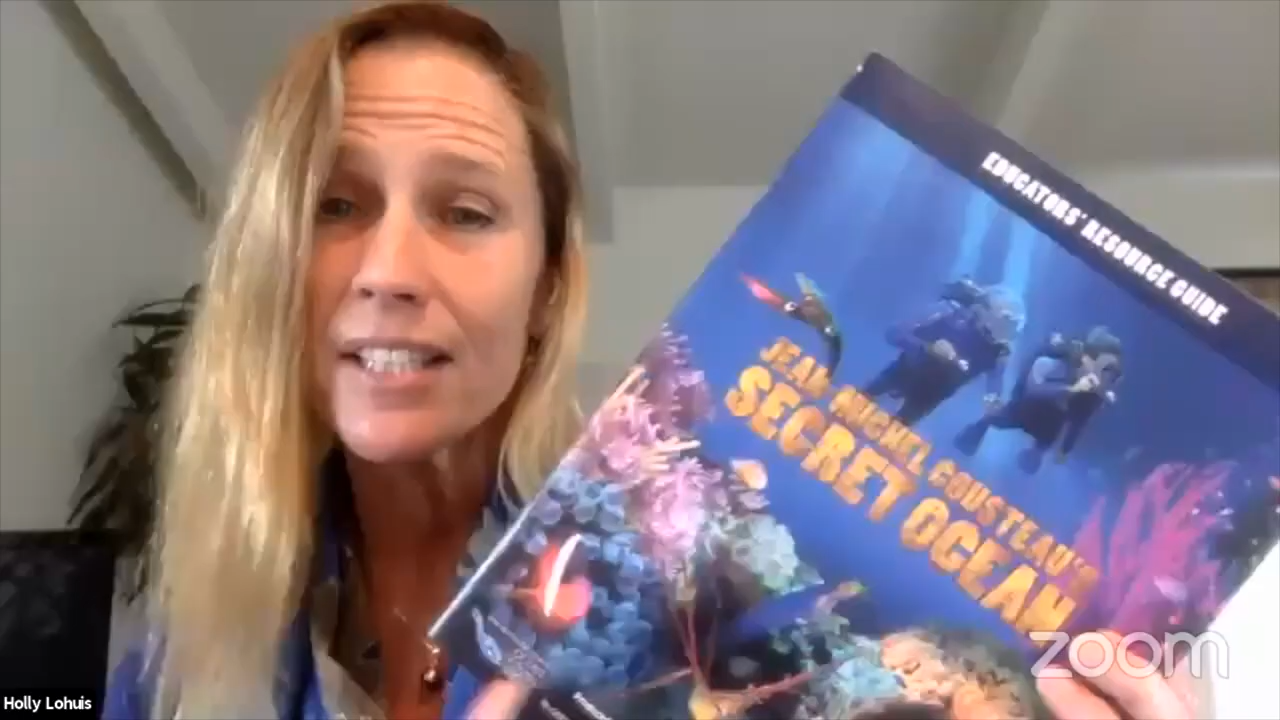 EDUCATORS' RESOURCE GUIDE
JEAN-MICHEL COUSTEAU'S
SECRET OCEAN
zoom
Holly Lohuis